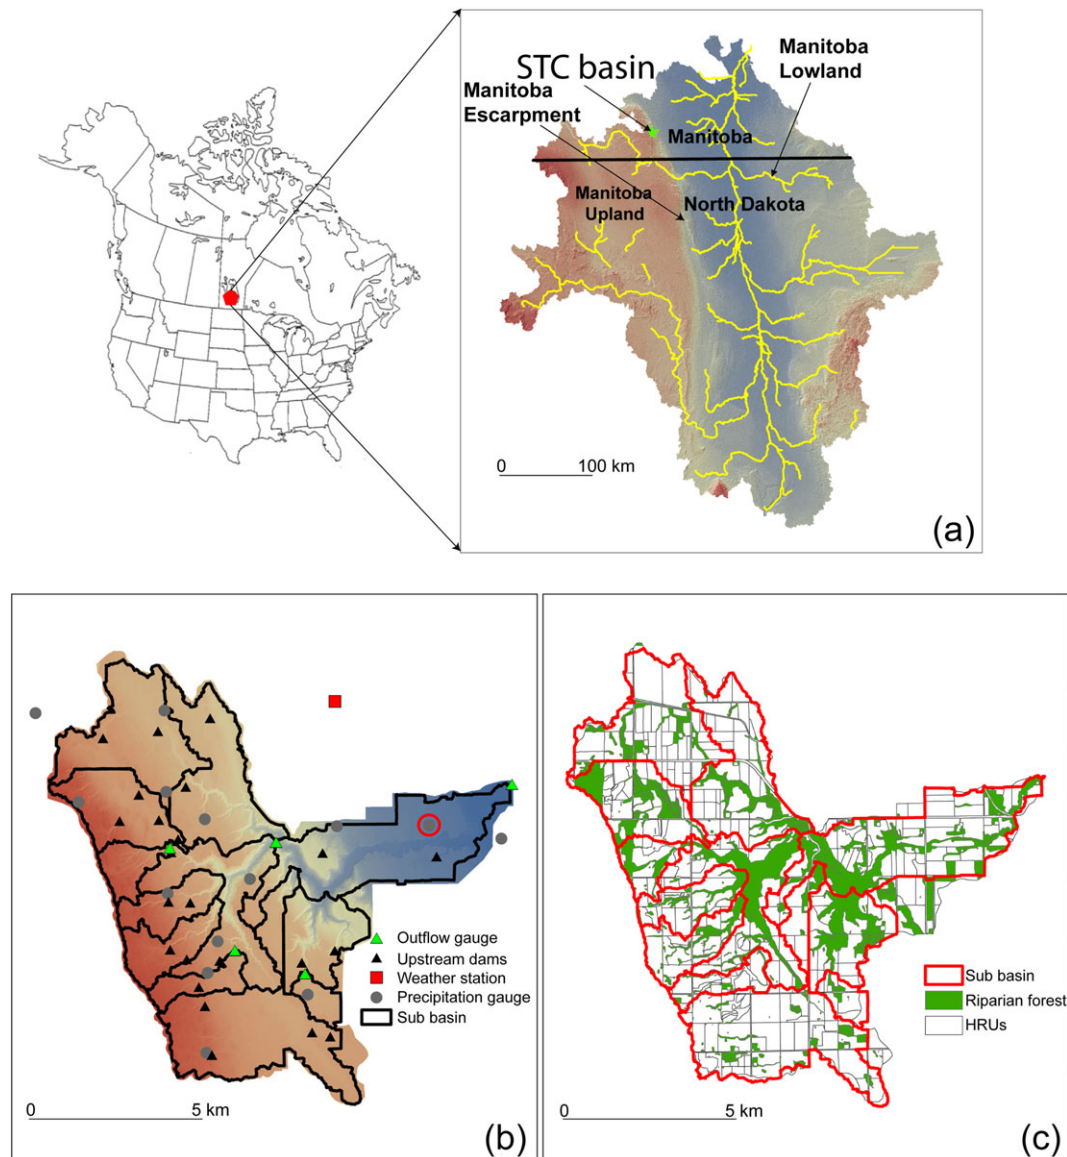 STC basin
Manitoba
Lowland
Manitoba
Escarpment
Manitoba
Manitoba
Upland
North Dakota
0 100 km
(a)
Outflow gauge
Upstream dams
Weather station
Precipitation gauge
Sub basin
0 5 km
(b)
Sub basin
Riparian forest
HRUs
0 5 km
(c)